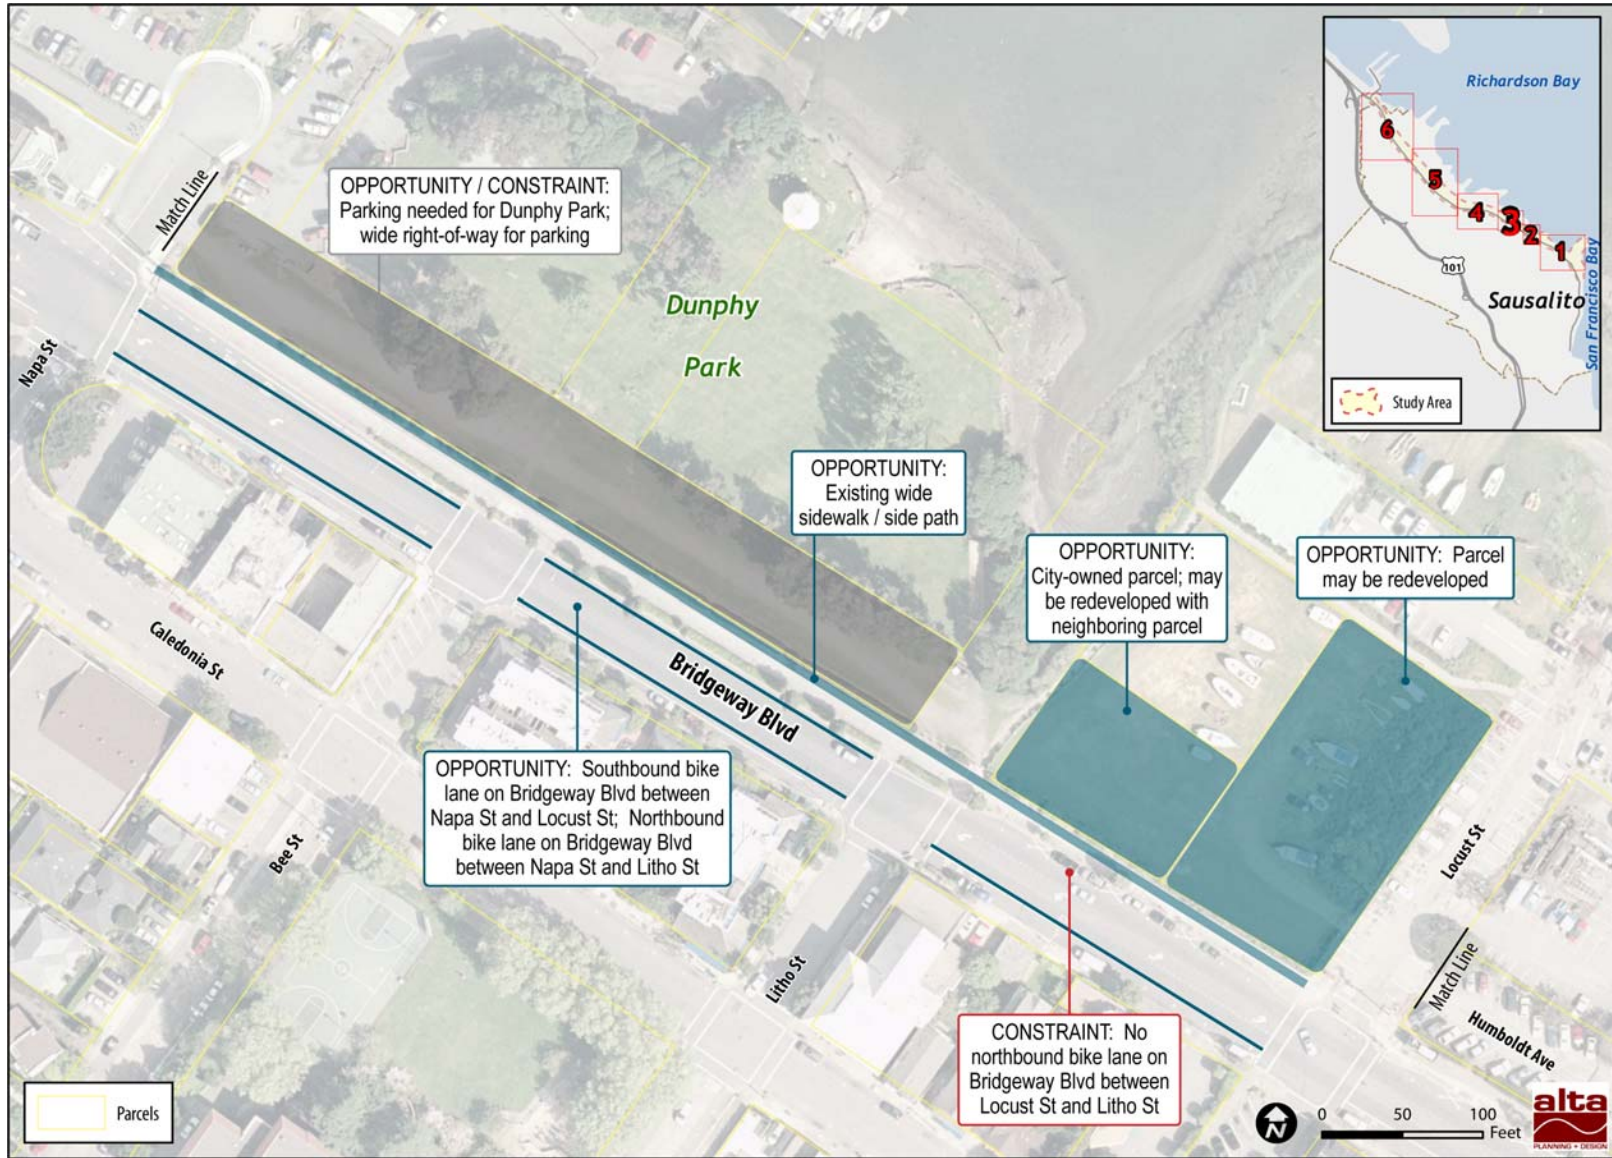 Match Line
OPPORTUNITY / CONSTRAINT:
Parking needed for Dunphy Park;
wide right-of-way for parking
Richardson Bay
6
5
4
3
2
1
101
Sausalito
San Francisco Bay
Study Area
Dunphy
Park
Napa St
OPPORTUNITY:
Existing wide
sidewalk / side path
OPPORTUNITY:
City-owned parcel; may
be redeveloped with
neighboring parcel
OPPORTUNITY: Parcel
may be redeveloped
Caledonia St
Bridgeway Blvd
OPPORTUNITY: Southbound bike
lane on Bridgeway Blvd between
Napa St and Locust St; Northbound
bike lane on Bridgeway Blvd
between Napa St and Litho St
Bee St
Litho St
Locust St
Match Line
Humboldt Ave
CONSTRAINT: No
northbound bike lane on
Bridgeway Blvd between
Locust St and Litho St
Parcels
N
0 50 100
Feet
alta
PLANNING + DESIGN